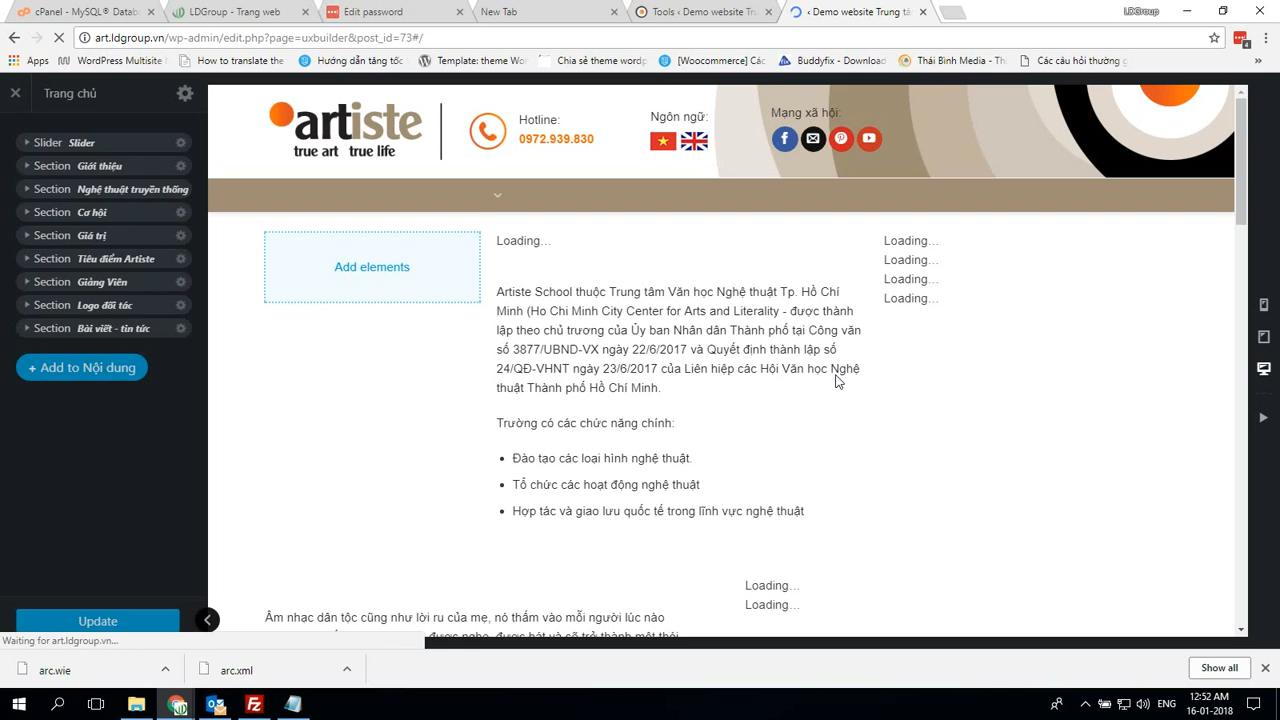 cPanel - MySQL® Datab
LDGroup - Trang web
Edit password
New Tab
Tools ‹ Demo website Tru
‹ Demo website Trung tâ
LDGroup
art.ldgroup.vn/wp-admin/edit.php?page=uxbuilder&post_id=73#/
Apps
WordPress Multisite
How to translate the
Hướng dẫn tăng tốc
Template: theme Wo
Chia sẻ theme wordp
[Woocommerce] Các
Buddyfix - Download
Thái Bình Media - Th
Các câu hỏi thường g
»
4
Trang chủ
Slider Slider
Section Giới thiệu
Section Nghệ thuật truyền thống
Section Cơ hội
Section Giá trị
Section Tiêu điểm Artiste
Section Giảng Viên
Section Logo đối tác
Section Bài viết - tin tức
+ Add to Nội dung
Update
artiste
true art true life
Hotline:
0972.939.830
Ngôn ngữ:
Mạng xã hội:
Add elements
Loading…
Artiste School thuộc Trung tâm Văn học Nghệ thuật Tp. Hồ Chí
Minh (Ho Chi Minh City Center for Arts and Literality - được thành
lập theo chủ trương của Ủy ban Nhân dân Thành phố tại Công văn
số 3877/UBND-VX ngày 22/6/2017 và Quyết định thành lập số
24/QĐ-VHNT ngày 23/6/2017 của Liên hiệp các Hội Văn học Nghệ
thuật Thành phố Hồ Chí Minh.
Trường có các chức năng chính:
• Đào tạo các loại hình nghệ thuật.
• Tổ chức các hoạt động nghệ thuật
• Hợp tác và giao lưu quốc tế trong lĩnh vực nghệ thuật
Loading…
Loading…
Loading…
Loading…
Loading…
Loading…
Âm nhạc dân tộc cũng như lời ru của mẹ, nó thấm vào mỗi người lúc nào
được nghe, được hát và sẽ trở thành một thói
Waiting for art.ldgroup.vn...
arc.wie
arc.xml
Show all
ENG
12:52 AM
16-01-2018